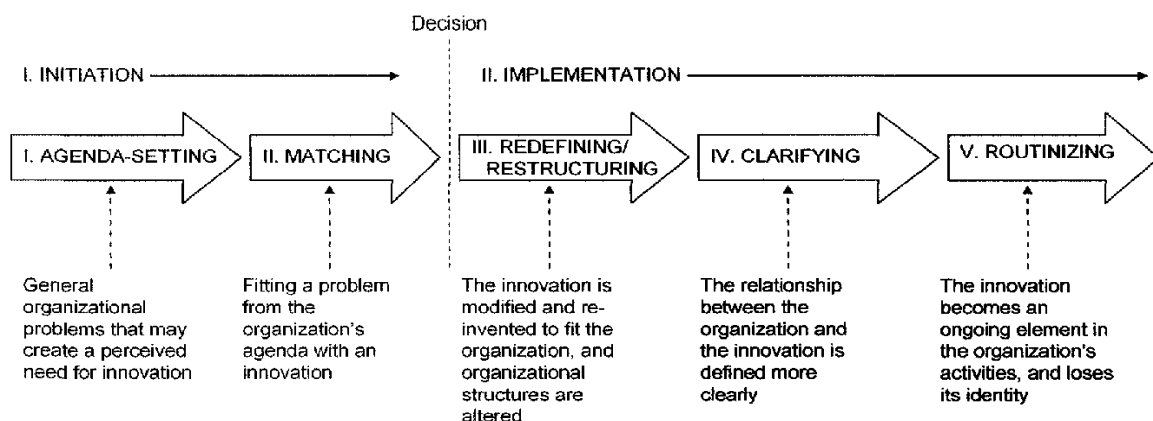 Decision
I. INITIATION
II. IMPLEMENTATION
I. AGENDA-SETTING
II. MATCHING
III. REDEFINING/
RESTRUCTURING
IV. CLARIFYING
V. ROUTINIZING
General
organizational
problems that may
create a perceived
need for innovation
Fitting a problem
from the
organization's
agenda with an
innovation
The innovation is
modified and re-
invented to fit the
organization, and
organizational
structures are
altered
The relationship
between the
organization and
the innovation is
defined more
clearly
The innovation
becomes an
ongoing element in
the organization's
activities, and loses
its identity